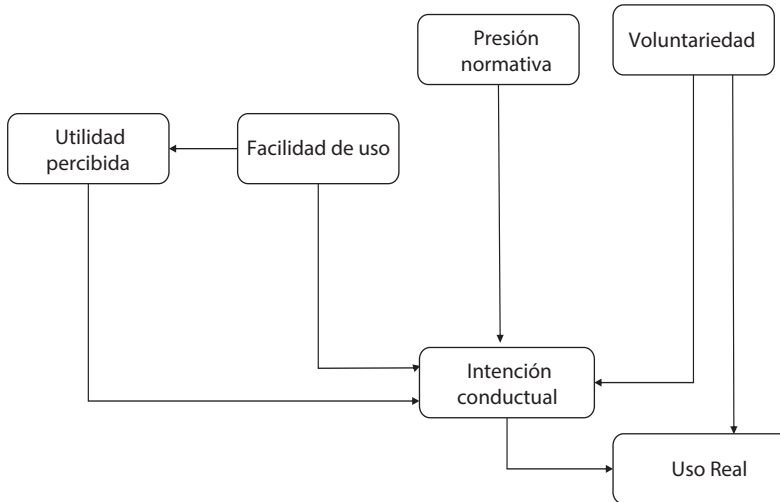 Presión
normativa
Voluntariedad
Utilidad
percibida
Facilidad de uso
Intención
conductual
Uso Real